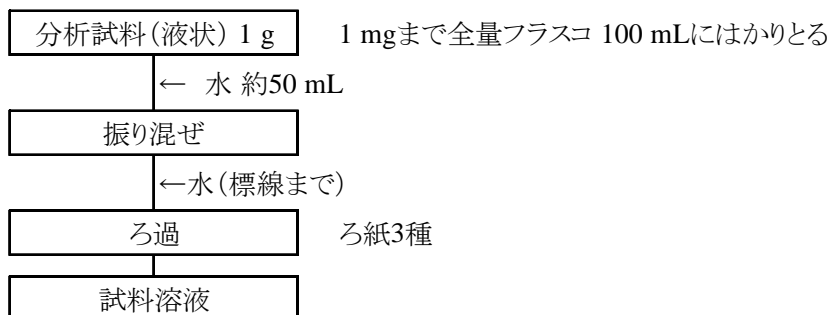 分析試料(液状) 1 g 1 mgまで全量フラスコ 100 mLにはかりとる
← 水 約50 mL
振り混ぜ
←水(標線まで)
ろ過 ろ紙3種
試料溶液